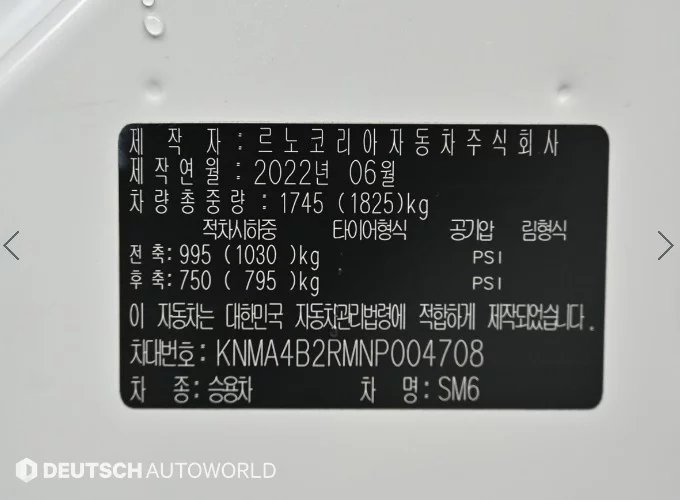 제 작 자 : 르노코리아자동차주식회사
제작연월 : 2022년 06월
차량총중량 : 1745 (1825)kg
적차시하중 타이어형식 공기압 림형식
전 축 : 995 (1030 )kg PSI
후 축 : 750 ( 795 )kg PSI
이 자동차는 대한민국 자동차관리법령에 적합하게 제작되었습니다.
차대번호 : KNMA4B2RMNP004708
차 종 : 승용차 차 명 : SM6
DEUTSCH AUTOWORLD